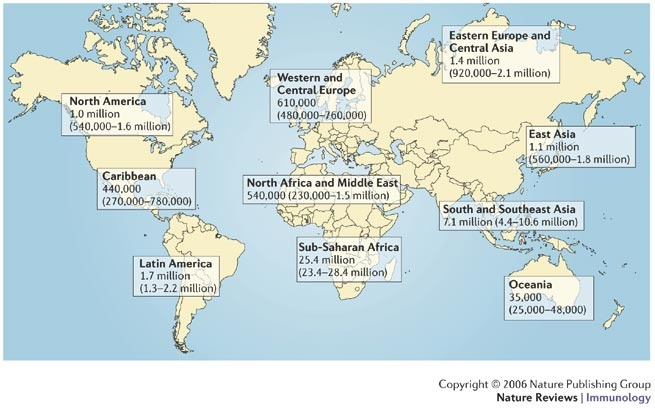 Eastern Europe and
Central Asia
1.4 million
(920,000–2.1 million)
Western and
Central Europe
610,000
(480,000–760,000)
North America
1.0 million
(540,000–1.6 million)
East Asia
1.1 million
(560,000–1.8 million)
Caribbean
440,000
(270,000–780,000)
North Africa and Middle East
540,000 (230,000–1.5 million)
South and Southeast Asia
7.1 million (4.4–10.6 million)
Sub-Saharan Africa
25.4 million
(23.4–28.4 million)
Latin America
1.7 million
(1.3–2.2 million)
Oceania
35,000
(25,000–48,000)
Copyright © 2006 Nature Publishing Group
Nature Reviews | Immunology